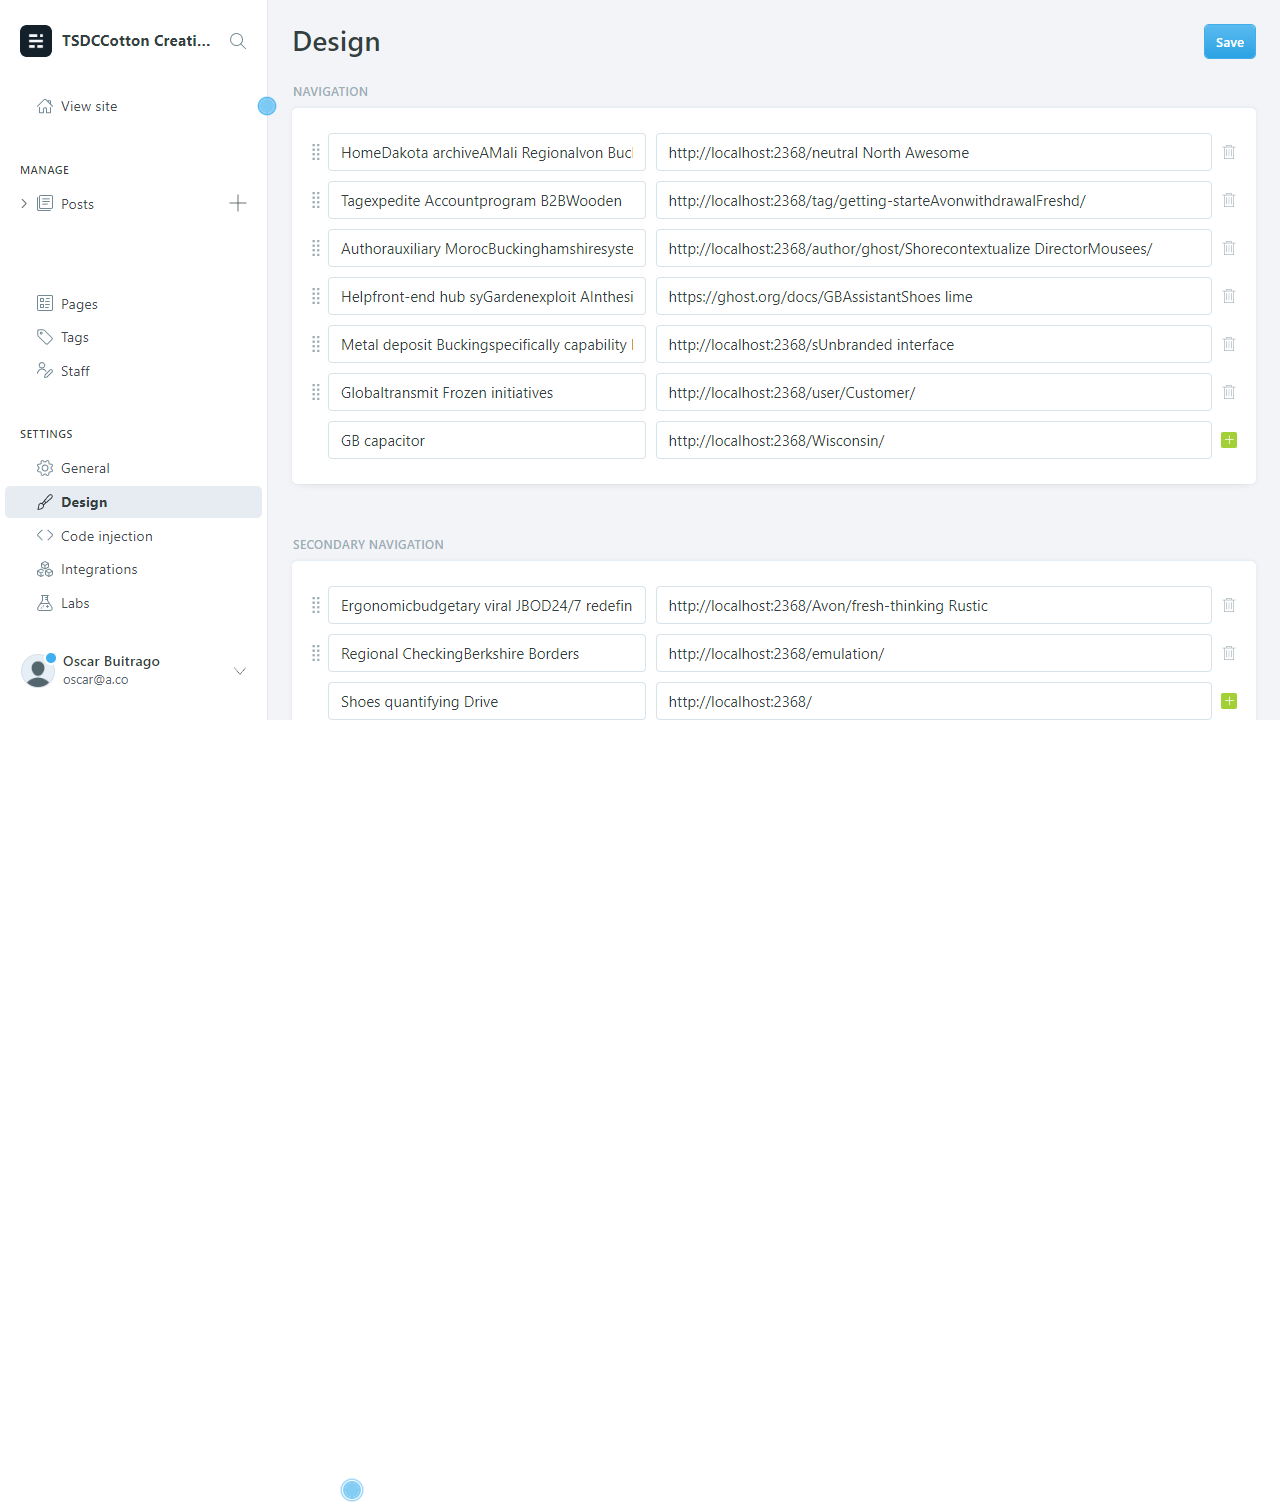 TSDCCotton Creati...
View site
MANAGE
Posts
Pages
Tags
Staff
SETTINGS
General
Design
Code injection
Integrations
Labs
Oscar Buitrago
oscar@a.co
Design
Save
NAVIGATION
HomeDakota archiveAMali Regionalvon Buc
http://localhost:2368/neutral North Awesome
Tagexpedite Accountprogram B2BWooden
http://localhost:2368/tag/getting-starteAvonwithdrawalFreshd/
Authorauxiliary MorocBuckinghamshiresyste
http://localhost:2368/author/ghost/Shorecontextualize DirectorMousees/
Helpfront-end hub syGardenexploit AInthesi
https://ghost.org/docs/GBAssistantShoes lime
Metal deposit Buckingspecifically capability
http://localhost:2368/sUnbranded interface
Globaltransmit Frozen initiatives
http://localhost:2368/user/Customer/
GB capacitor
http://localhost:2368/Wisconsin/
SECONDARY NAVIGATION
Ergonomicbudgetary viral JBOD24/7 redefin
http://localhost:2368/Avon/fresh-thinking Rustic
Regional CheckingBerkshire Borders
http://localhost:2368/emulation/
Shoes quantifying Drive
http://localhost:2368/